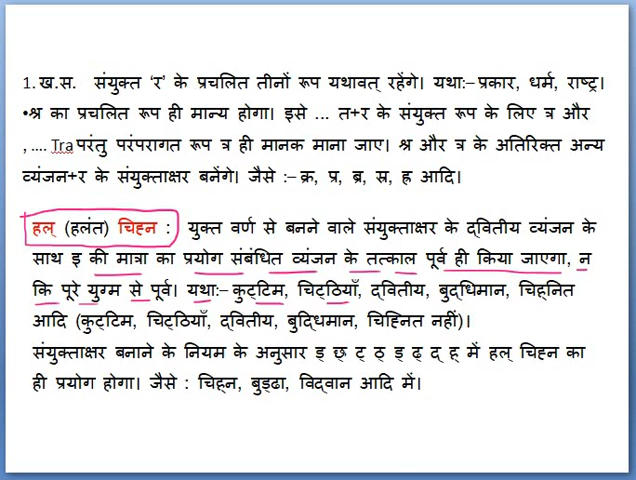 1. ख.स. संयुक्त 'र' के प्रचलित तीनों रूप यथावत् रहेंगे। यथाः– प्रकार, धर्म, राष्ट्र।
•श्र का प्रचलित रूप ही मान्य होगा। इसे ... त+र के संयुक्त रूप के लिए त्र और
, .... Tra परंतु परंपरागत रूप त्र ही मानक माना जाए। श्र और त्र के अतिरिक्त अन्य
व्यंजन+र के संयुक्ताक्षर बनेंगे। जैसे :– क्र, प्र, ब्र, स्र, ह्र आदि।
हल् (हलंत) चिह्न : युक्त वर्ण से बनने वाले संयुक्ताक्षर के द्‌वितीय व्यंजन के
साथ इ की मात्रा का प्रयोग संबंधित व्यंजन के तत्काल पूर्व ही किया जाएगा, न
कि पूरे युग्म से पूर्व। यथाः– कुट्‌टिम, चिट्‌ठियाँ, द्‌वितीय, बुद्‌धिमान, चिह्‌नित
आदि (कुट्टिम, चिट्ठियाँ, द्वितीय, बुद्धिमान, चिह्नित नहीं)।
संयुक्ताक्षर बनाने के नियम के अनुसार ङ् छ् ट् ठ् ड् ढ् द् ह् में हल् चिह्‌न का
ही प्रयोग होगा। जैसे : चिह्‌न, बुड्‌ढा, विद्‌वान आदि में।